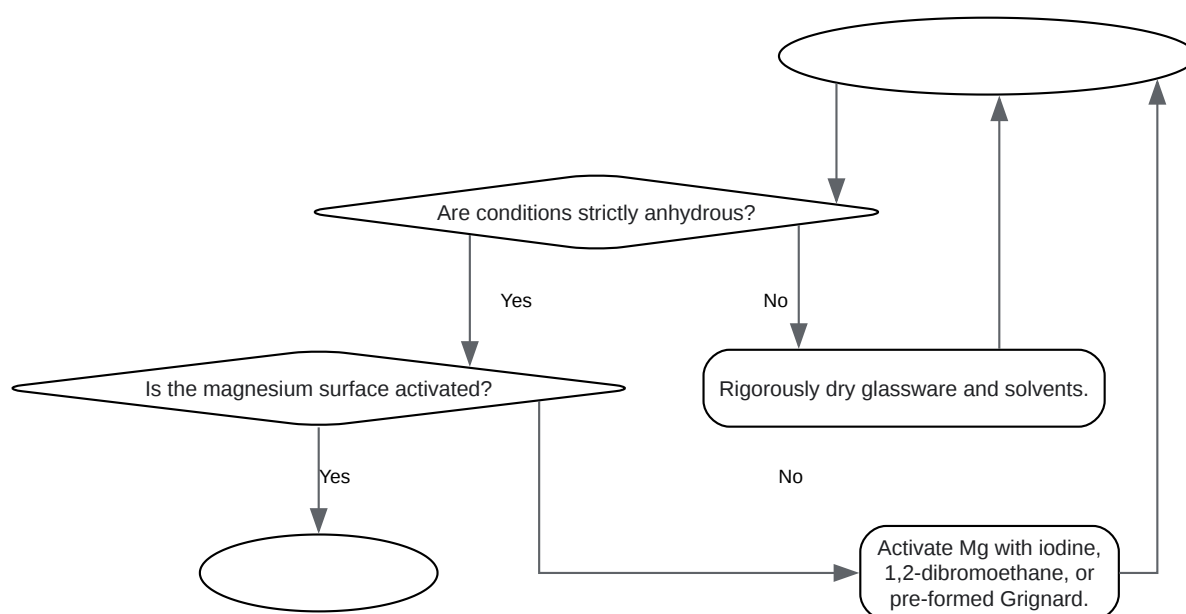 Are conditions strictly anhydrous?
Yes
No
Is the magnesium surface activated?
Rigorously dry glassware and solvents.
Yes
No
Activate Mg with iodine,
1,2-dibromoethane, or
pre-formed Grignard.